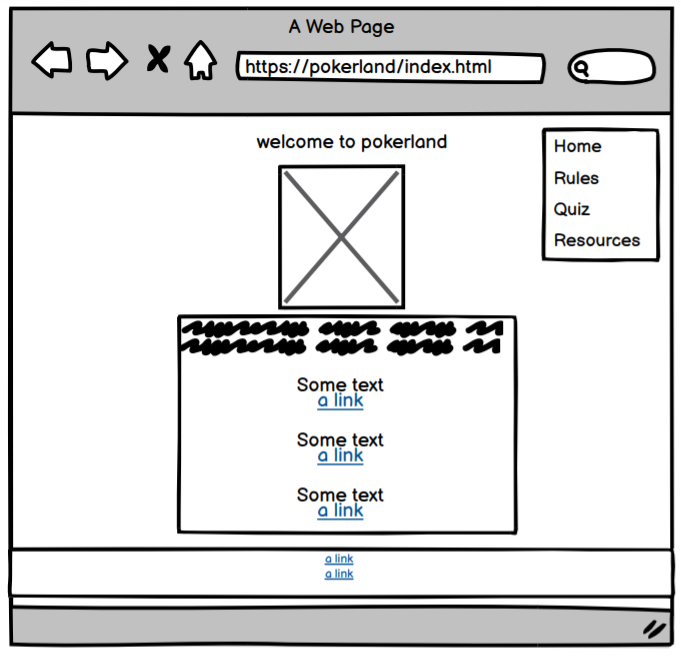 A Web Page
https://pokerland/index.html
welcome to pokerland
Home
Rules
Quiz
Resources
Some text
a link
Some text
a link
Some text
a link
a link
a link